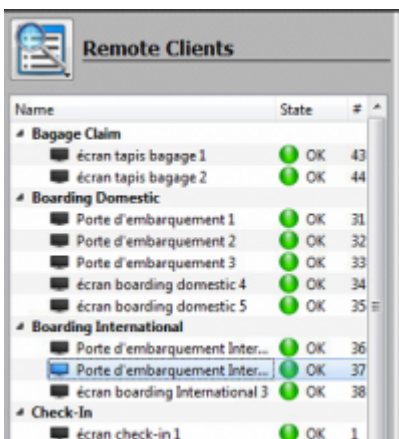 Remote Clients
Name State #
Bagage Claim
écran tapis bagage 1 OK 43
écran tapis bagage 2 OK 44
Boarding Domestic
Porte d'embarquement 1 OK 31
Porte d'embarquement 2 OK 32
Porte d'embarquement 3 OK 33
écran boarding domestic 4 OK 34
écran boarding domestic 5 OK 35
Boarding International
Porte d'embarquement Inter... OK 36
Porte d'embarquement Inter... OK 37
écran boarding International 3 OK 38
Check-In
écran check-in 1 OK 1